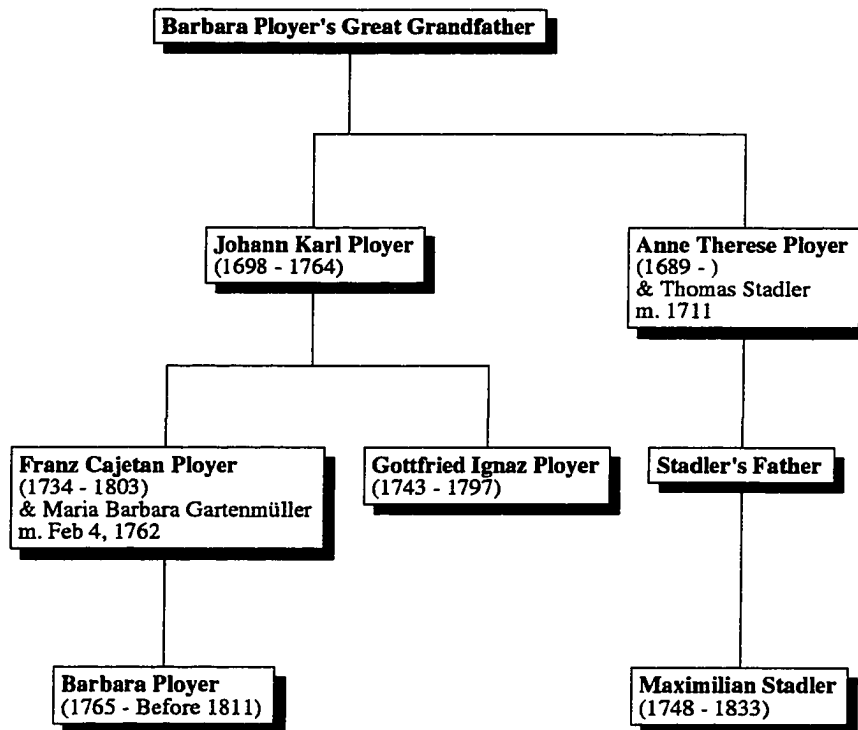 Barbara Ployer's Great Grandfather
Johann Karl Ployer
(1698 - 1764)
Anne Therese Ployer
(1689 - )
& Thomas Stadler
m. 1711
Franz Cajetan Ployer
(1734 - 1803)
& Maria Barbara Gartenmüller
m. Feb 4, 1762
Gottfried Ignaz Ployer
(1743 - 1797)
Stadler's Father
Barbara Ployer
(1765 - Before 1811)
Maximilian Stadler
(1748 - 1833)